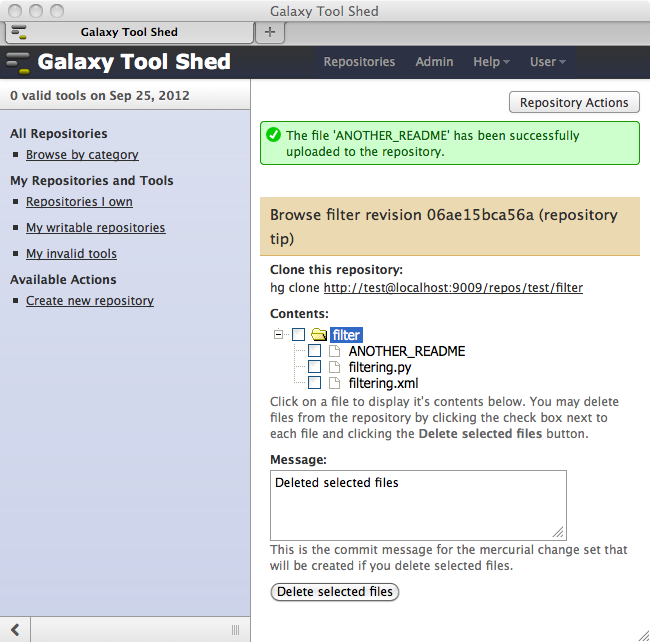 Galaxy Tool Shed
Galaxy Tool Shed
+
Galaxy Tool Shed
Repositories Admin Help User
0 valid tools on Sep 25, 2012
All Repositories
Browse by category
My Repositories and Tools
Repositories I own
My writable repositories
My invalid tools
Available Actions
Create new repository
Repository Actions
The file 'ANOTHER_README' has been successfully
uploaded to the repository.
Browse filter revision 06ae15bca56a (repository
tip)
Clone this repository:
hg clone http://test@localhost:9009/repos/test/filter
Contents:
filter
ANOTHER_README
filtering.py
filtering.xml
Click on a file to display it's contents below. You may delete
files from the repository by clicking the check box next to
each file and clicking the Delete selected files button.
Message:
Deleted selected files
This is the commit message for the mercurial change set that
will be created if you delete selected files.
Delete selected files